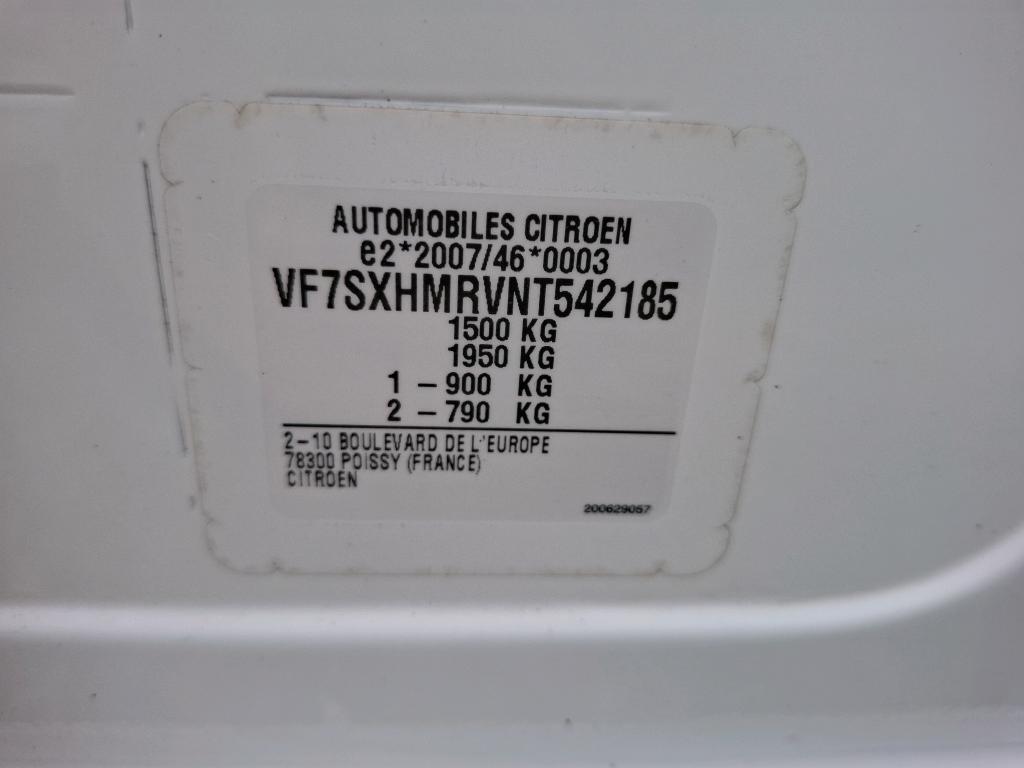 AUTOMOBILES CITROEN
e2*2007/46*0003
VF7SXHMRVNT542185
1500 KG
1950 KG
1 - 900 KG
2 - 790 KG
2-10 BOULEVARD DE L'EUROPE
78300 POISSY (FRANCE)
CITROEN
200629057